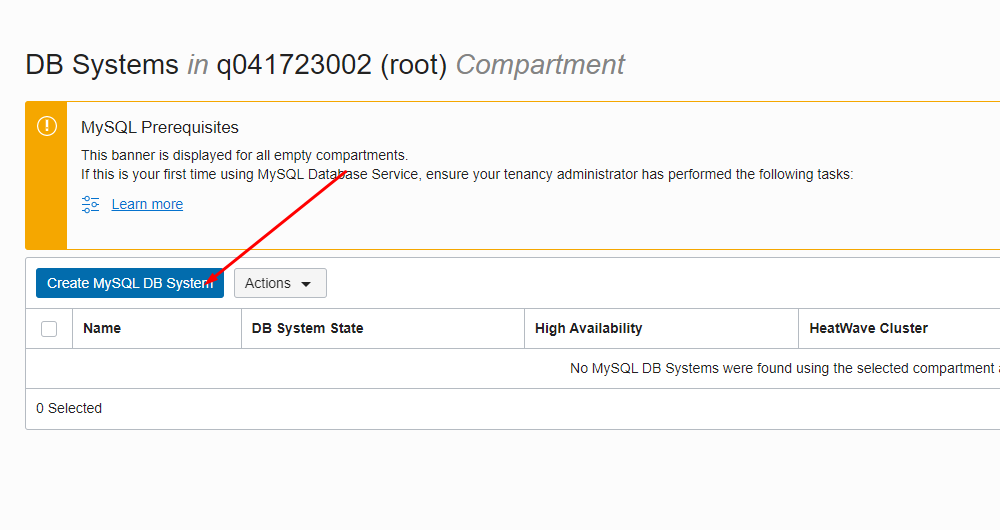 DB Systems in q041723002 (root) Compartment
MySQL Prerequisites
This banner is displayed for all empty compartments.
If this is your first time using MySQL Database Service, ensure your tenancy administrator has performed the following tasks:
Learn more
Create MySQL DB System Actions
Name DB System State High Availability HeatWave Cluster
No MySQL DB Systems were found using the selected compartment
0 Selected